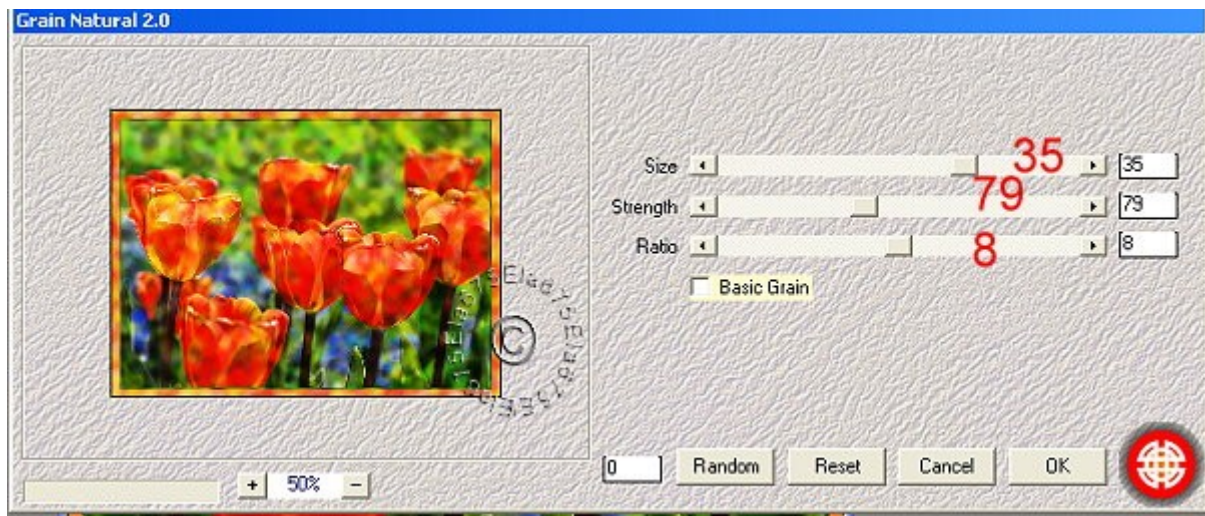 Grain Natural 2.0
Size 35 35
Strength 79 79
Ratio 8 8
Basic Grain
©
Elad75Elad75Elad75Elad75
0 Random Reset Cancel OK
+ 50% -